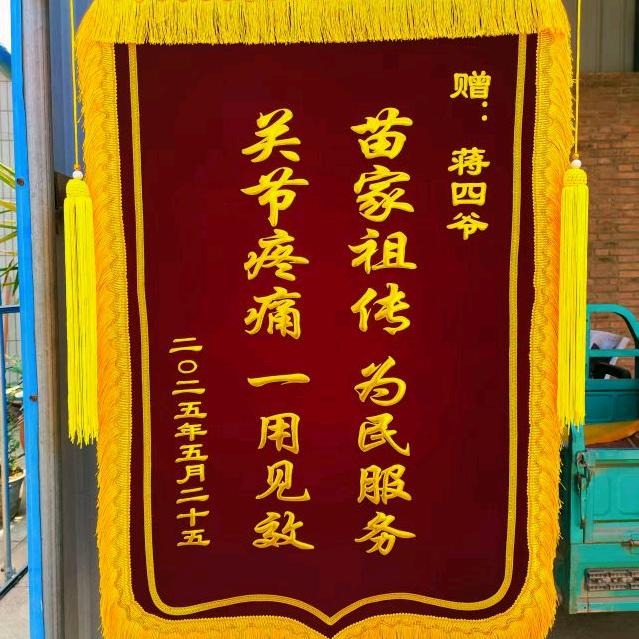 赠：蒋四爷
苗家祖传 为民服务
关节疼痛 一用见效
二〇二五年五月二十五